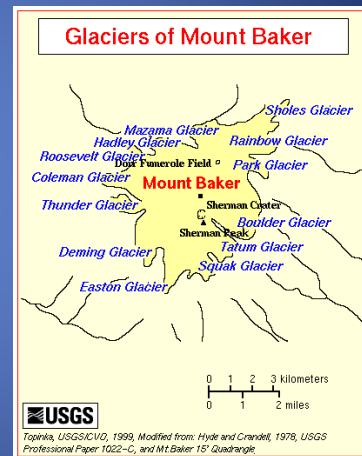 Glaciers of Mount Baker
Sholes Glacier
Mazama Glacier
Hadley Glacier
Rainbow Glacier
Roosevelt Glacier
Dorr Fumerole Field
Park Glacier
Coleman Glacier
Mount Baker
Thunder Glacier
Sherman Crater
Boulder Glacier
Sherman Peak
Deming Glacier
Tatum Glacier
Squak Glacier
Easton Glacier
0 1 2 3 kilometers
0 1 2 miles
USGS
Topinka, USGS/CVO, 1999, Modified from: Hyde and Crandell, 1978, USGS
Professional Paper 1022-C, and Mt.Baker 15' Quadrangle